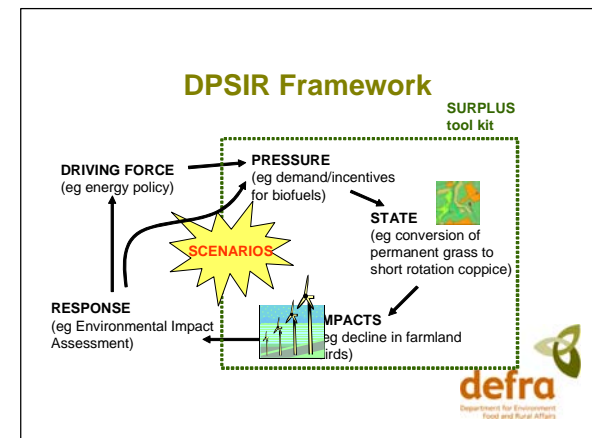 DPSIR Framework
SURPLUS
tool kit
DRIVING FORCE
(eg energy policy)
PRESSURE
(eg demand/incentives
for biofuels)
STATE
(eg conversion of
permanent grass to
short rotation coppice)
SCENARIOS
MPACTS
eg decline in farmland
irds)
RESPONSE
(eg Environmental Impact
Assessment)
defra
Department for Environment
Food and Rural Affairs